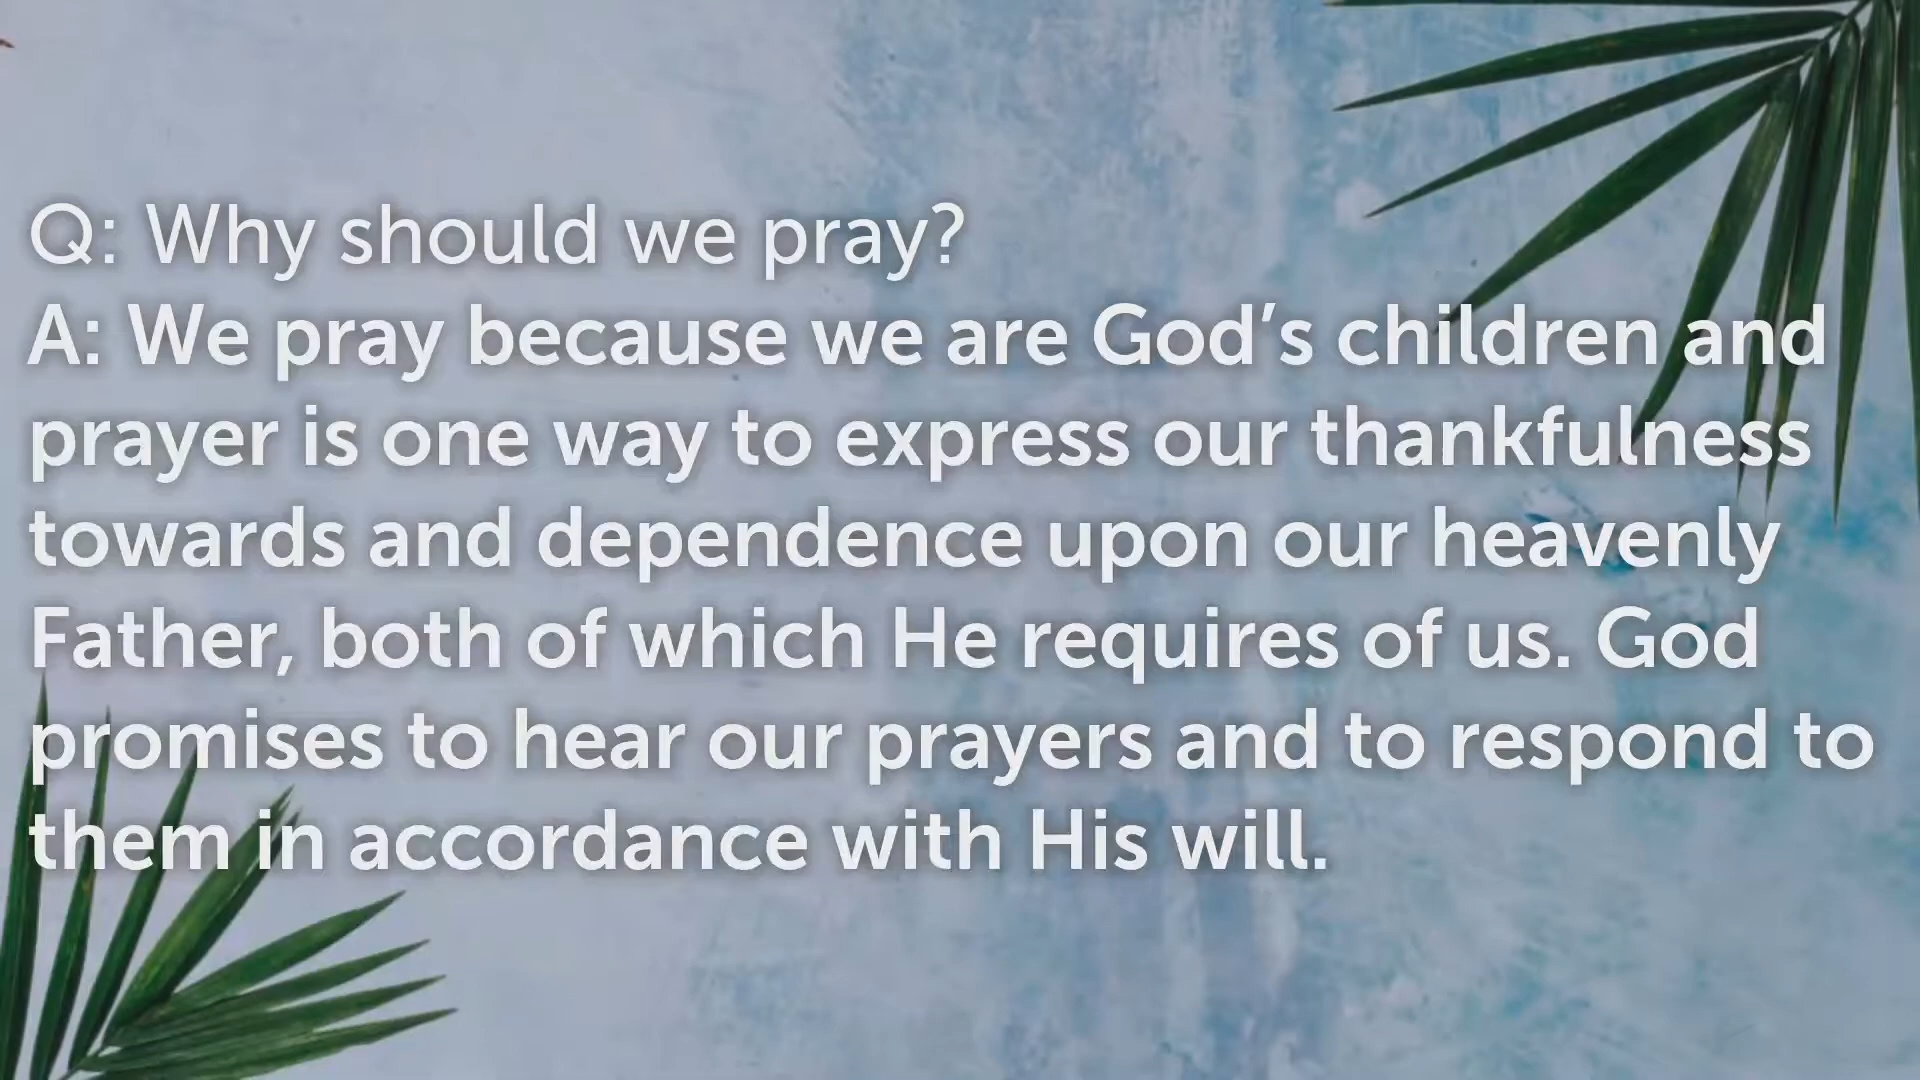 Q: Why should we pray?
A: We pray because we are God’s children and
prayer is one way to express our thankfulness
towards and dependence upon our heavenly
Father, both of which He requires of us. God
promises to hear our prayers and to respond to
them in accordance with His will.